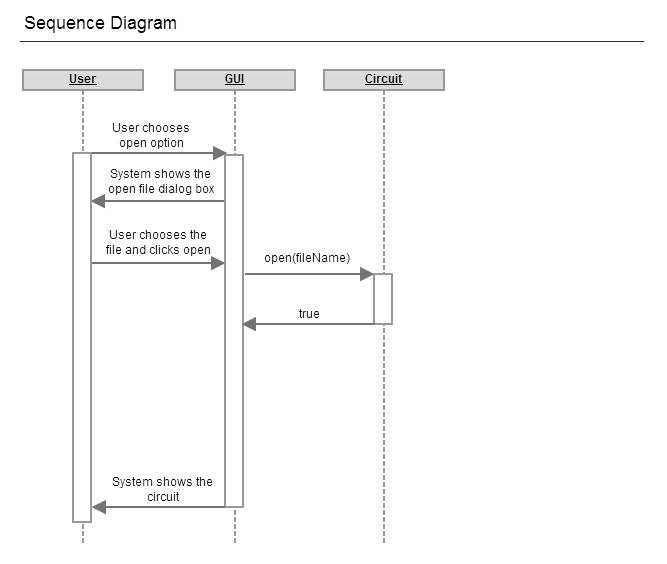 Sequence Diagram
User
GUI
Circuit
User chooses
open option
System shows the
open file dialog box
User chooses the
file and clicks open
open(fileName)
true
System shows the
circuit